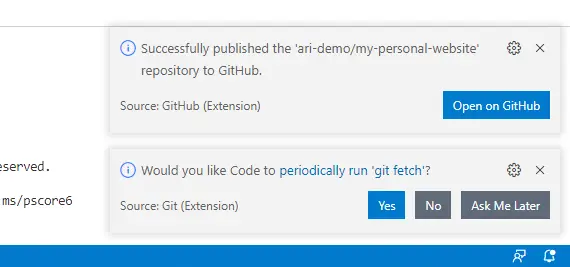 Successfully published the 'ari-demo/my-personal-website'
repository to GitHub.
Source: GitHub (Extension)
Open on GitHub
eserved.
Would you like Code to periodically run 'git fetch'?
ms/pscore6
Source: Git (Extension)
Yes
No
Ask Me Later